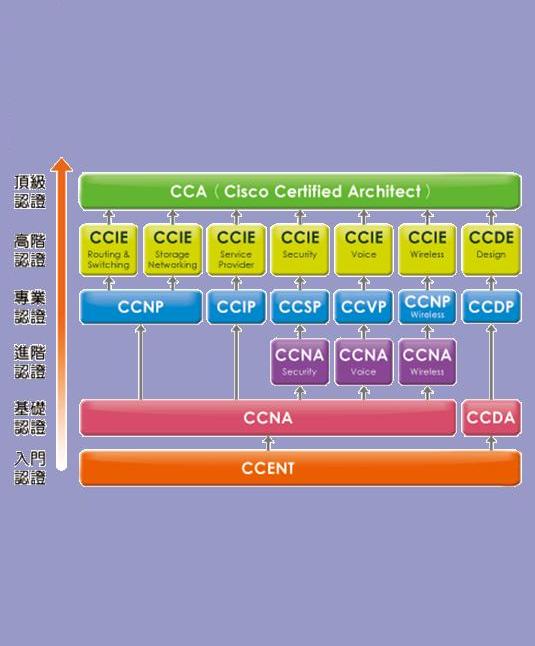 頂級
認證
CCA ( Cisco Certified Architect )
高階
認證
CCIE
Routing &
Switching
CCIE
Storage
Networking
CCIE
Service
Provider
CCIE
Security
CCIE
Voice
CCIE
Wireless
CCDE
Design
專業
認證
CCNP
CCIP
CCSP
CCVP
CCNP
Wireless
CCDP
進階
認證
CCNA
Security
CCNA
Voice
CCNA
Wireless
基礎
認證
CCNA
CCDA
入門
認證
CCENT